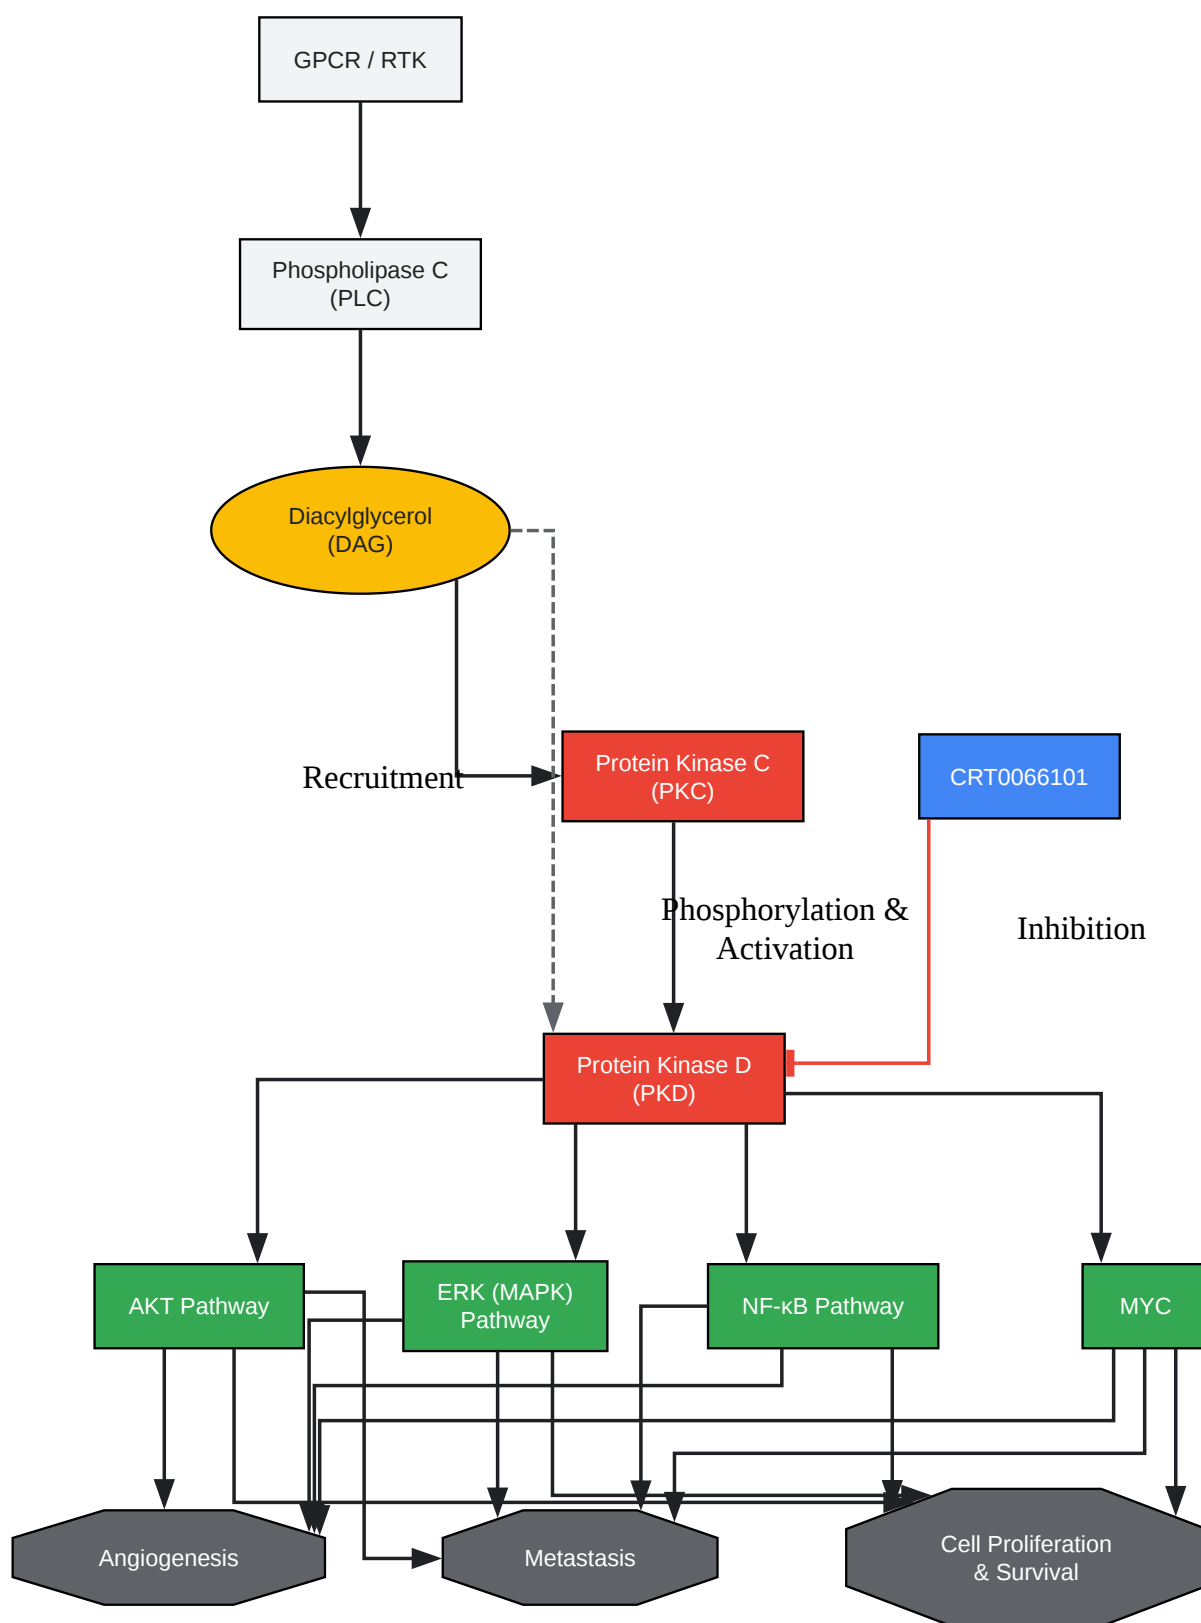 GPCR / RTK
Phospholipase C
(PLC)
Diacylglycerol
(DAG)
Recruitment
Protein Kinase C
(PKC)
CRT0066101
Phosphorylation &
Activation
Inhibition
Protein Kinase D
(PKD)
AKT Pathway
ERK (MAPK)
Pathway
NF-κB Pathway
MYC
Angiogenesis
Metastasis
Cell Proliferation
& Survival